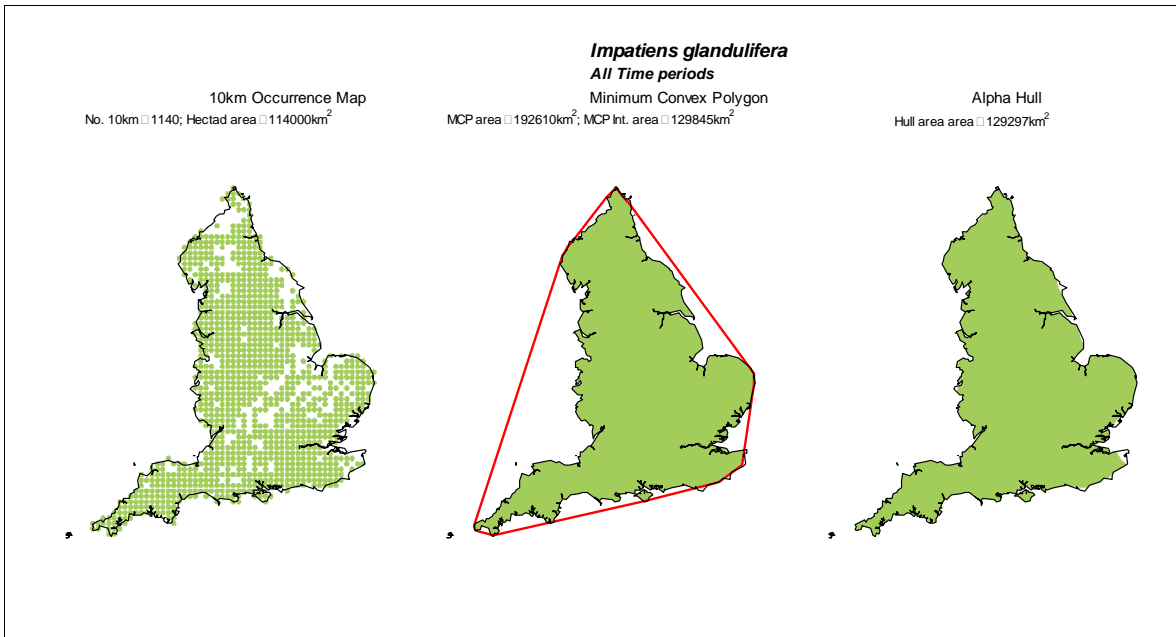 Impatiens glandulifera
All Time periods
10km Occurrence Map
No. 10km □ 1140; Hectad area □ 114000km²
Minimum Convex Polygon
MCP area □ 192610km²; MCP Int. area □ 129845km²
Alpha Hull
Hull area area □ 129297km²